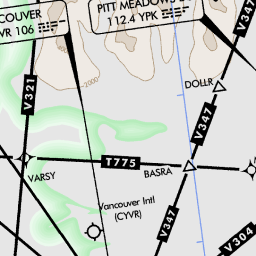 COUVER
VR 106
PITT MEADOWS
112.4 YPK
V347
V321
2000
DOLLR
V347
T775
VARSY
BASRA
Vancouver Intl
(CYVR)
V347
V304